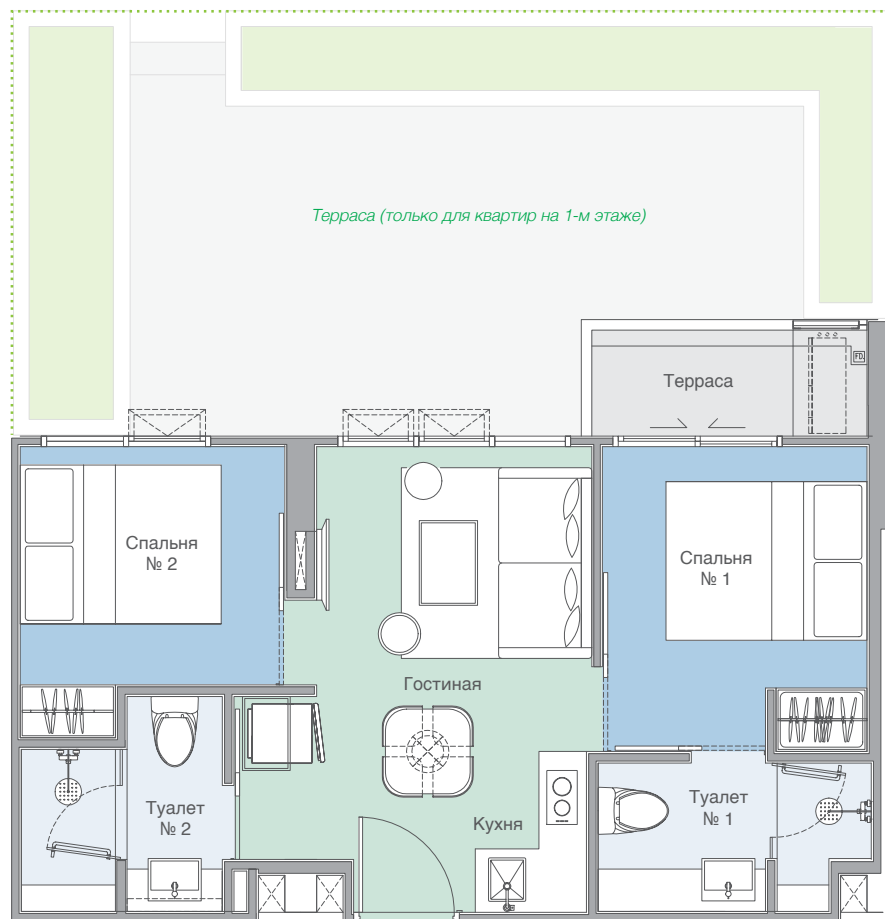 Терраса (только для квартир на 1-м этаже)
Терраса
FD.
Спальня
№ 2
Спальня
№ 1
Гостиная
Туалет
№ 2
Кухня
Туалет
№ 1